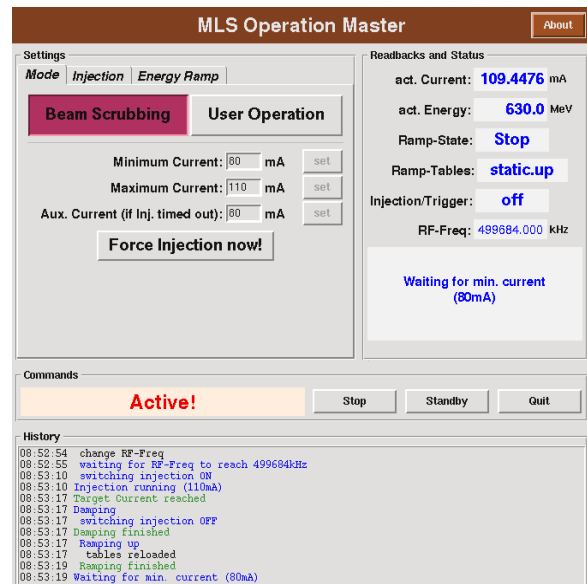 MLS Operation Master
About
Settings
Mode Injection Energy Ramp
Beam Scrubbing User Operation
Minimum Current: 80 mA set
Maximum Current: 110 mA set
Aux. Current (if Inj. timed out): 80 mA set
Force Injection now!
Readbacks and Status
act. Current: 109.4476 mA
act. Energy: 630.0 MeV
Ramp-State: Stop
Ramp-Tables: static.up
Injection/Trigger: off
RF-Freq: 499684.000 kHz
Waiting for min. current
(80mA)
Commands
Active! Stop Standby Quit
History
08:52:54 change RF-Freq
08:52:55 waiting for RF-Freq to reach 499684kHz
08:53:10 switching injection ON
08:53:10 Injection running (110mA)
08:53:17 Target Current reached
08:53:17 Damping
08:53:17 switching injection OFF
08:53:17 Damping finished
08:53:17 Ramping up
08:53:17 tables reloaded
08:53:19 Ramping finished
08:53:19 Waiting for min. current (80mA)